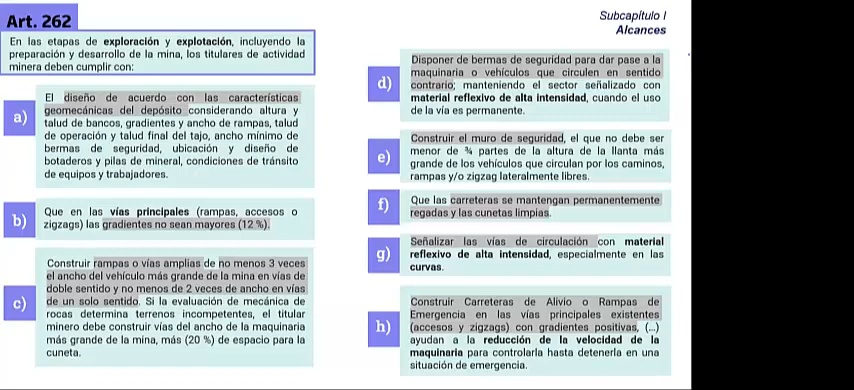 Art. 262
En las etapas de exploración y explotación, incluyendo la
preparación y desarrollo de la mina, los titulares de actividad
minera deben cumplir con:
a)
El diseño de acuerdo con las características
geomecánicas del depósito considerando altura y
talud de bancos, gradientes y ancho de rampas, talud
de operación y talud final del tajo, ancho mínimo de
bermas de seguridad, ubicación y diseño de
botaderos y pilas de mineral, condiciones de tránsito
de equipos y trabajadores.
b)
Que en las vías principales (rampas, accesos o
zigzags) las gradientes no sean mayores (12 %).
c)
Construir rampas o vías amplias de no menos 3 veces
el ancho del vehículo más grande de la mina en vías de
doble sentido y no menos de 2 veces de ancho en vías
de un solo sentido. Si la evaluación de mecánica de
rocas determina terrenos incompetentes, el titular
minero debe construir vías del ancho de la maquinaria
más grande de la mina, más (20 %) de espacio para la
cuneta.
Subcapítulo I
Alcances
d)
Disponer de bermas de seguridad para dar pase a la
maquinaria o vehículos que circulen en sentido
contrario; manteniendo el sector señalizado con
material reflexivo de alta intensidad, cuando el uso
de la vía es permanente.
e)
Construir el muro de seguridad, el que no debe ser
menor de ¾ partes de la altura de la llanta más
grande de los vehículos que circulan por los caminos,
rampas y/o zigzag lateralmente libres.
f)
Que las carreteras se mantengan permanentemente
regadas y las cunetas limpias.
g)
Señalizar las vías de circulación con material
reflexivo de alta intensidad, especialmente en las
curvas.
h)
Construir Carreteras de Alivio o Rampas de
Emergencia en las vías principales existentes
(accesos y zigzags) con gradientes positivas, (...)
ayudan a la reducción de la velocidad de la
maquinaria para controlarla hasta detenerla en una
situación de emergencia.